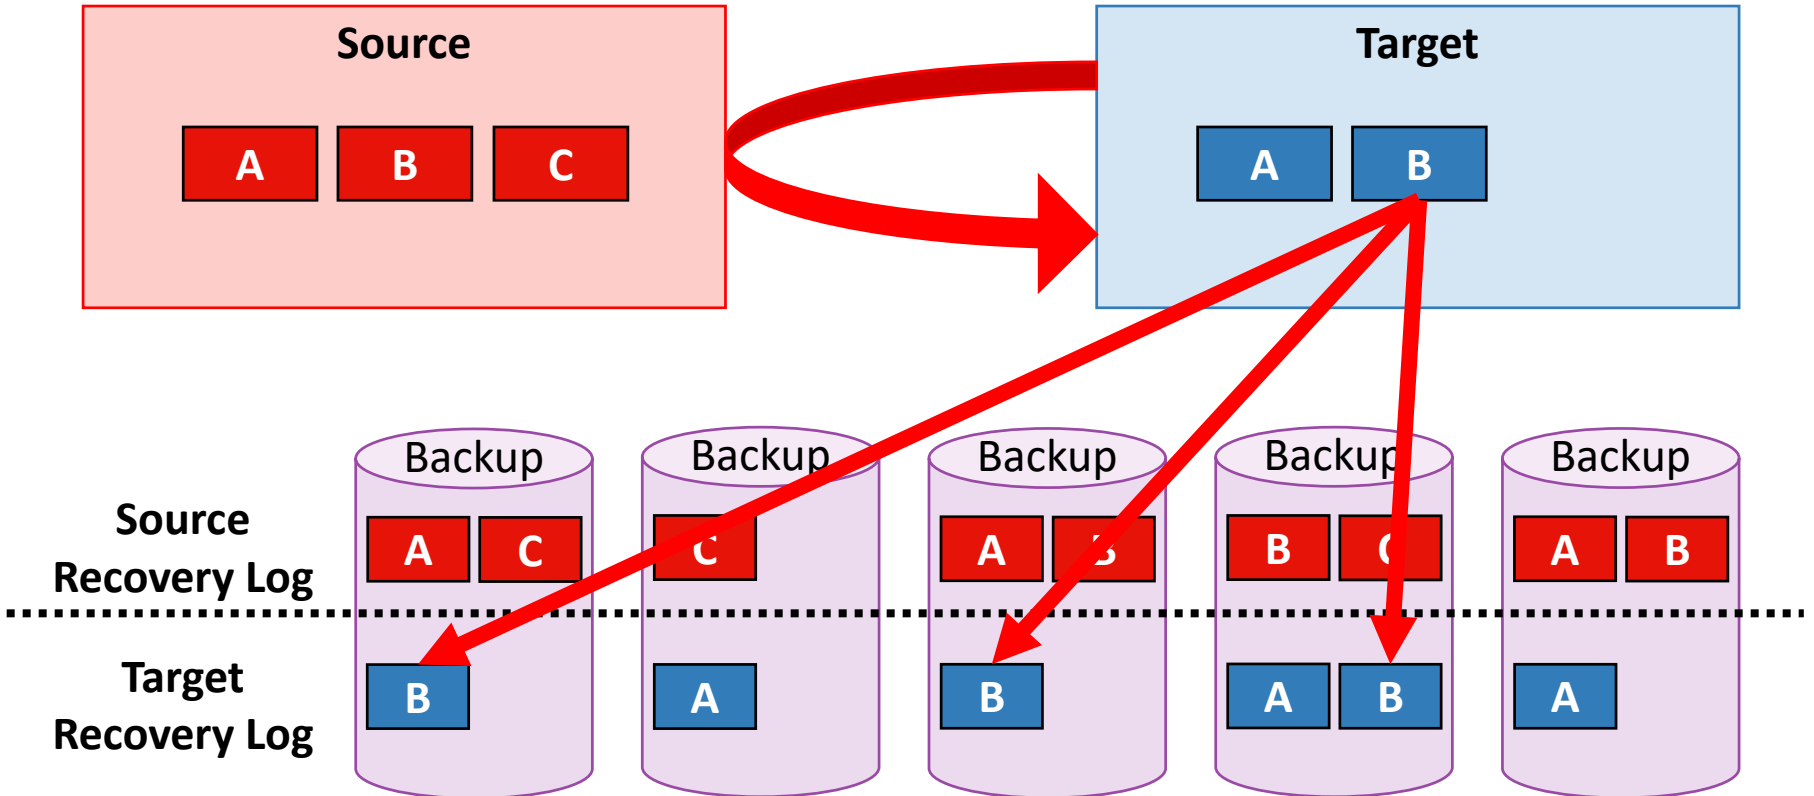 Source
Target
A B C
A B
Backup Backup Backup Backup Backup
Source
Recovery Log
A C C A B B C A B
Target
Recovery Log
B A B A B A